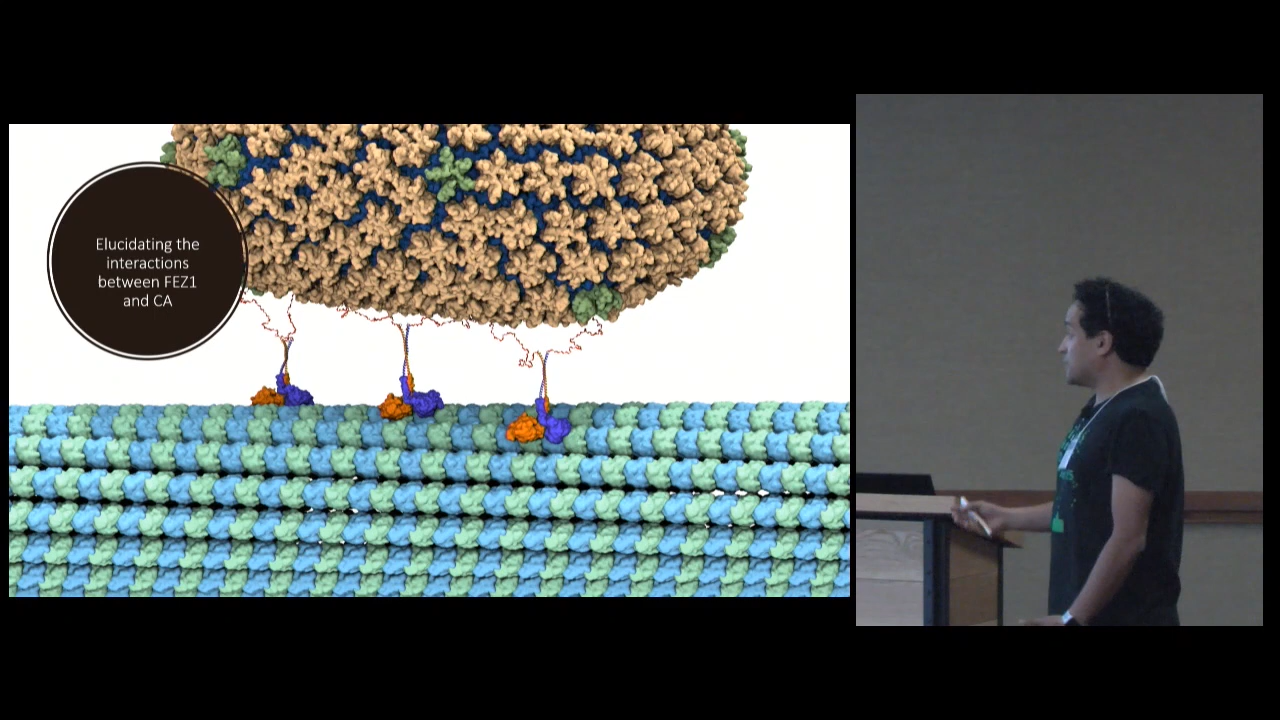 Elucidating the
interactions
between FEZ1
and CA